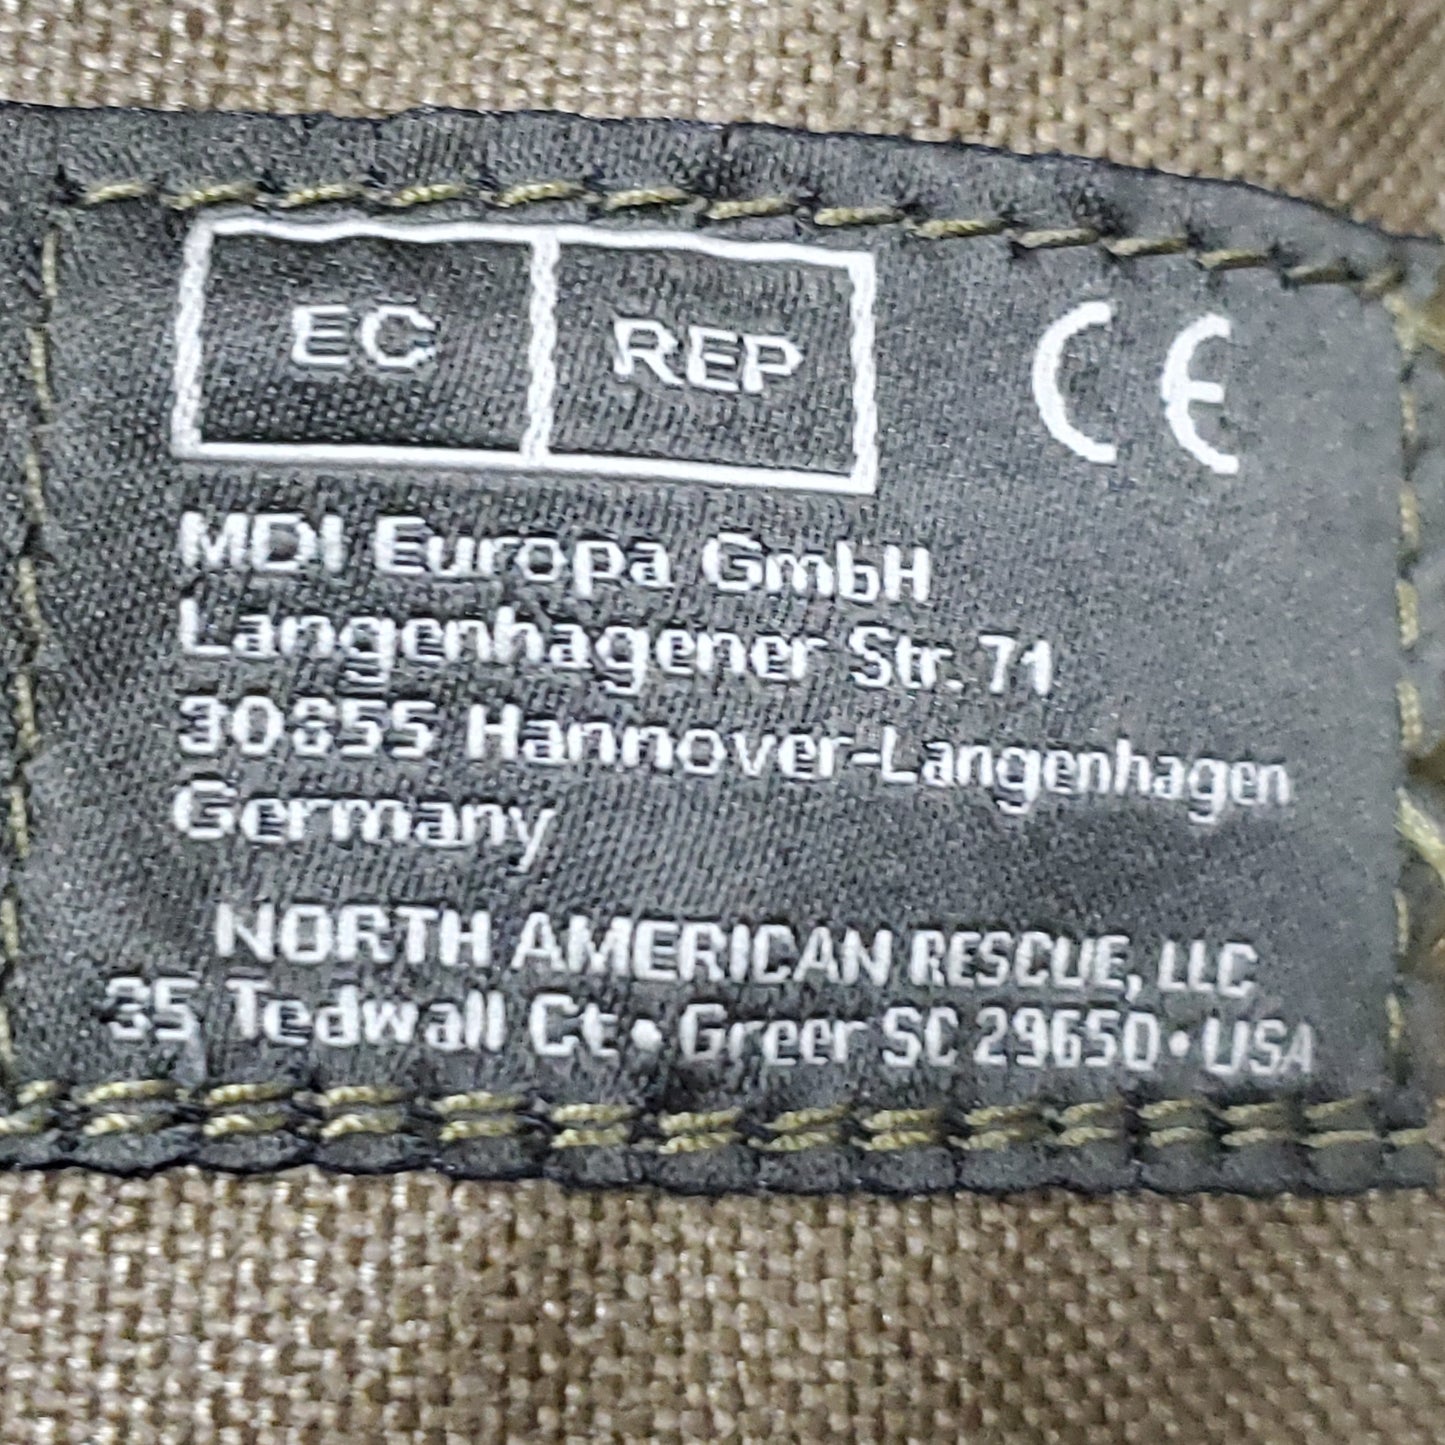 EC REP CE
MDI Europa GmbH
Langenhagener Str. 71
30855 Hannover-Langenhagen
Germany
NORTH AMERICAN RESCUE, LLC
35 Tedwall Ct • Greer SC 29650 • USA